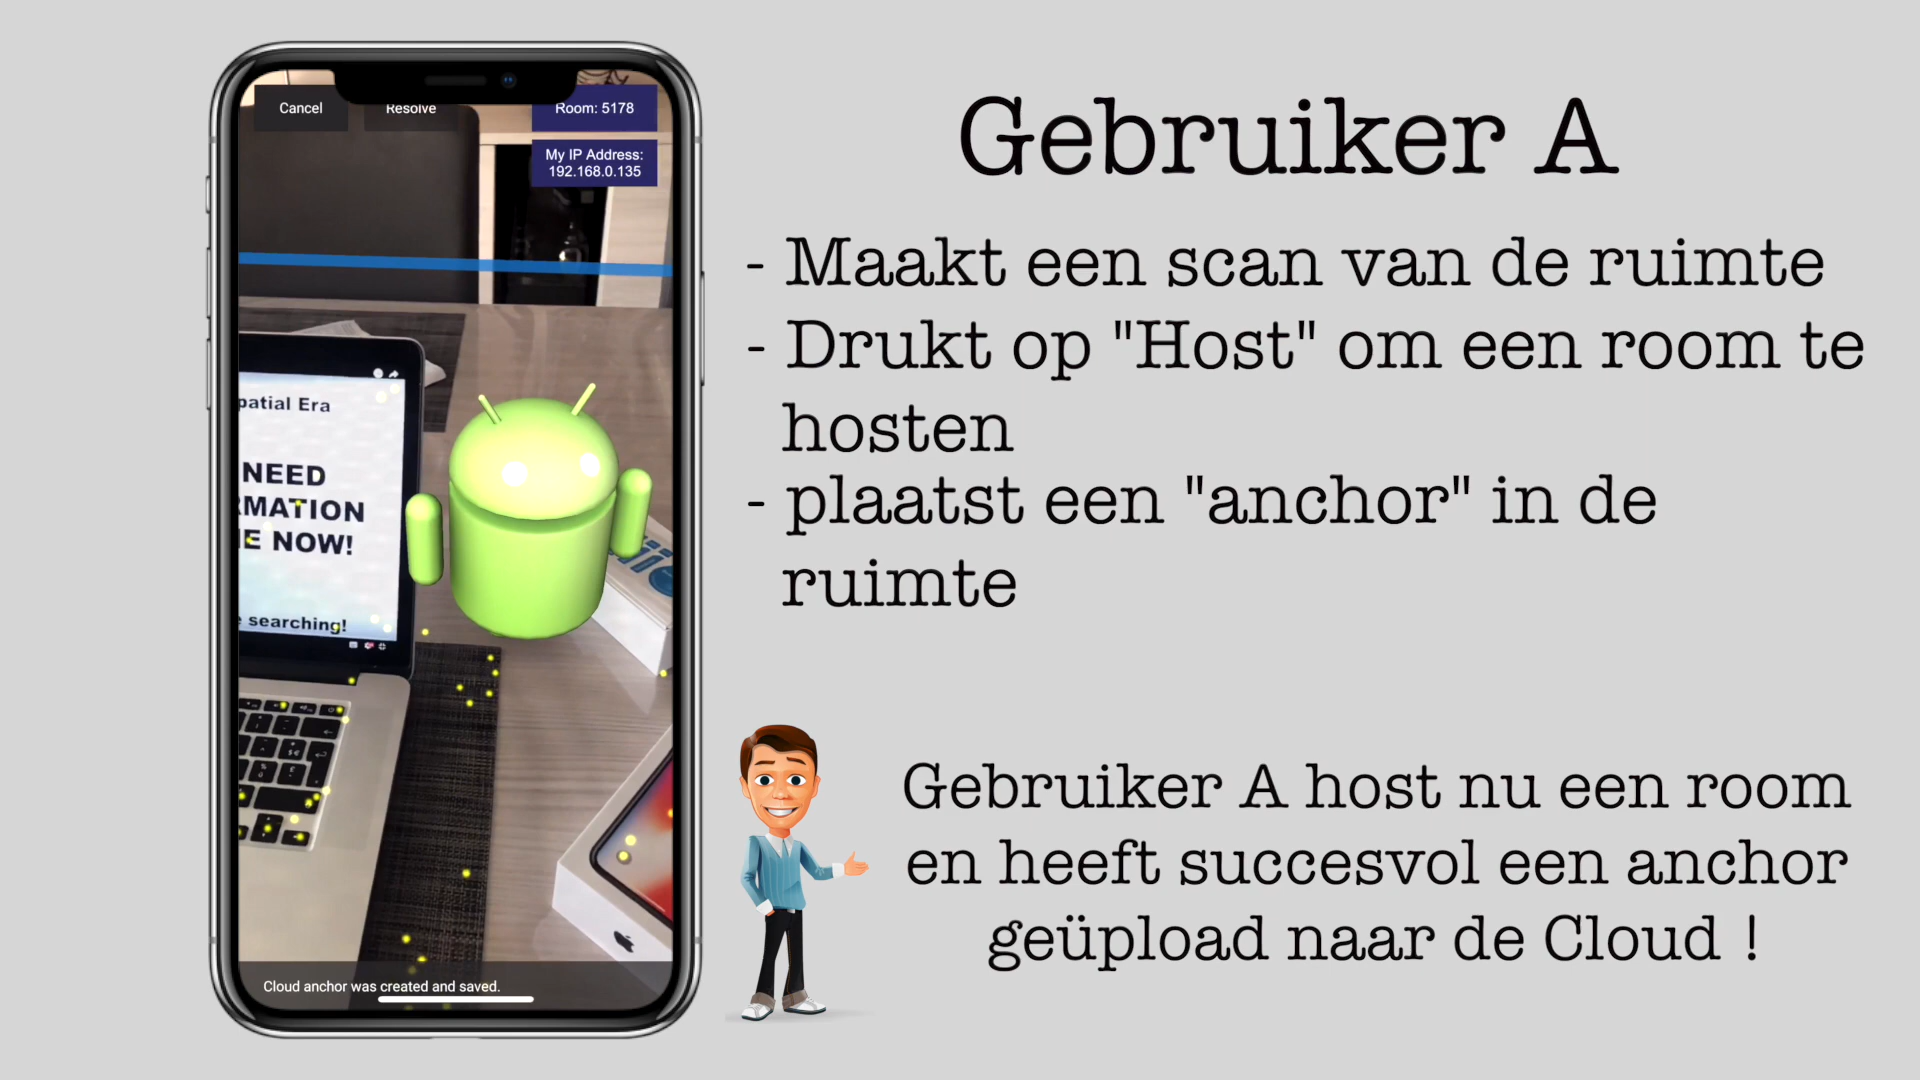 Cancel
Resolve
Room: 5178
My IP Address:
192.168.0.135
patial Era
NEED
MATION
E NOW!
searching!
Cloud anchor was created and saved.
Gebruiker A
- Maakt een scan van de ruimte
- Drukt op "Host" om een room te
hosten
- plaatst een "anchor" in de
ruimte
Gebruiker A host nu een room
en heeft succesvol een anchor
geüpload naar de Cloud !